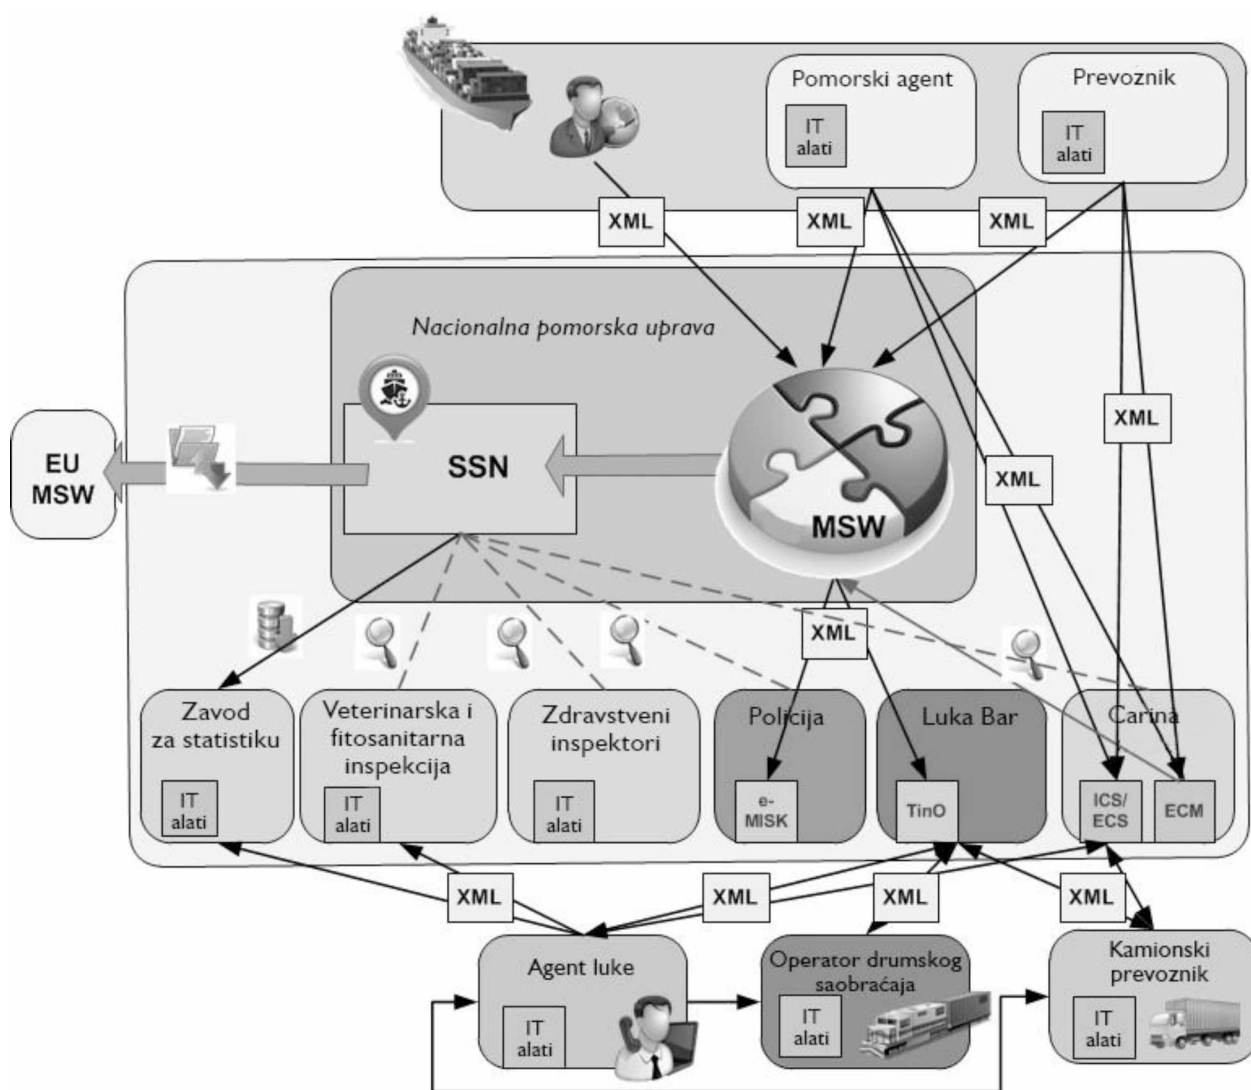 Pomorski agent
Prevoznik
IT
alati
IT
alati
XML
XML
XML
Nacionalna pomorska uprava
EU
MSW
SSN
MSW
XML
XML
XML
Zavod
za statistiku
Veterinarska i
fitosanitarna
inspekcija
Zdravstveni
inspektori
Policija
Luka Bar
Carina
IT
alati
IT
alati
IT
alati
e-
MISK
TinO
ICS/
ECS
ECM
XML
XML
XML
XML
Agent luke
Operator drumskog
saobraćaja
Kamionski
prevoznik
IT
alati
IT
alati
IT
alati